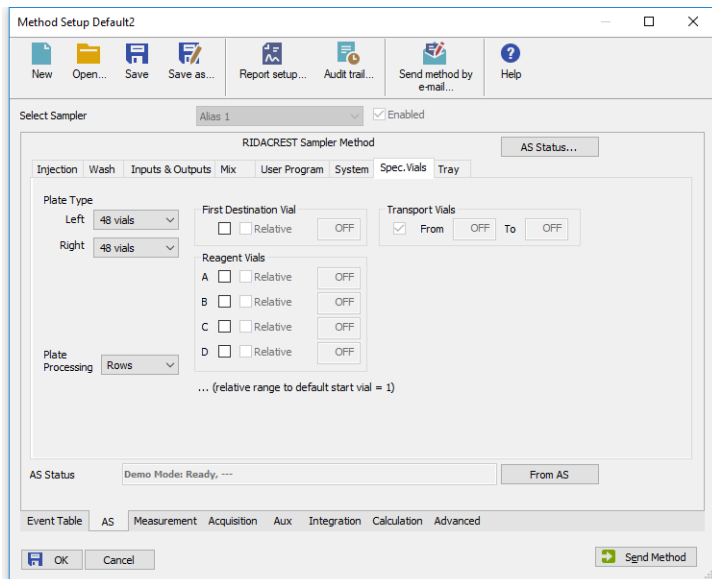 Method Setup Default2
New Open... Save Save as... Report setup... Audit trail... Send method by e-mail... Help
Select Sampler Alias 1 Enabled
RIDACREST Sampler Method AS Status...
Injection Wash Inputs & Outputs Mix User Program System Spec.Vials Tray
Plate Type
Left 48 vials
Right 48 vials
First Destination Vial
Relative OFF
Transport Vials
From OFF To OFF
Reagent Vials
A Relative OFF
B Relative OFF
C Relative OFF
D Relative OFF
Plate Processing Rows
... (relative range to default start vial = 1)
AS Status Demo Mode: Ready, --- From AS
Event Table AS Measurement Acquisition Aux Integration Calculation Advanced
OK Cancel Send Method